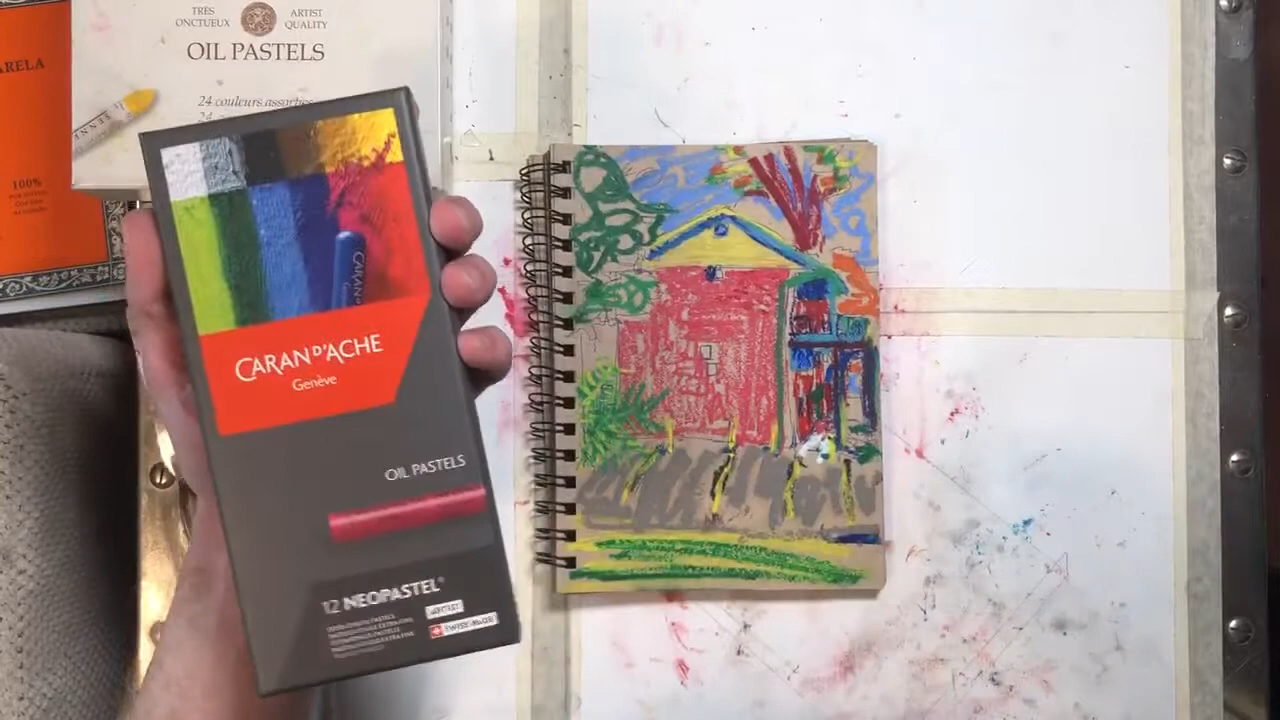 TRÈS
ONCTUEUX
ARTIST
QUALITY
OIL PASTELS
24 couleurs assorties
ARELA
100%
CARAN D'ACHE
Genève
OIL PASTELS
12 NEOPASTEL®
ARTIST
SWISS MADE
CARAN